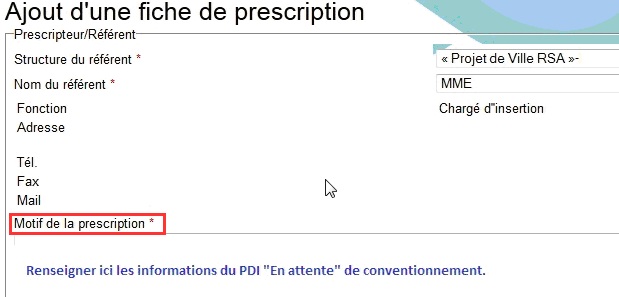 Ajout d'une fiche de prescription
Prescripteur/Référent
Structure du référent * « Projet de Ville RSA »-
Nom du référent * MME
Fonction Chargé d"insertion
Adresse
Tél.
Fax
Mail
Motif de la prescription *
Renseigner ici les informations du PDI "En attente" de conventionnement.